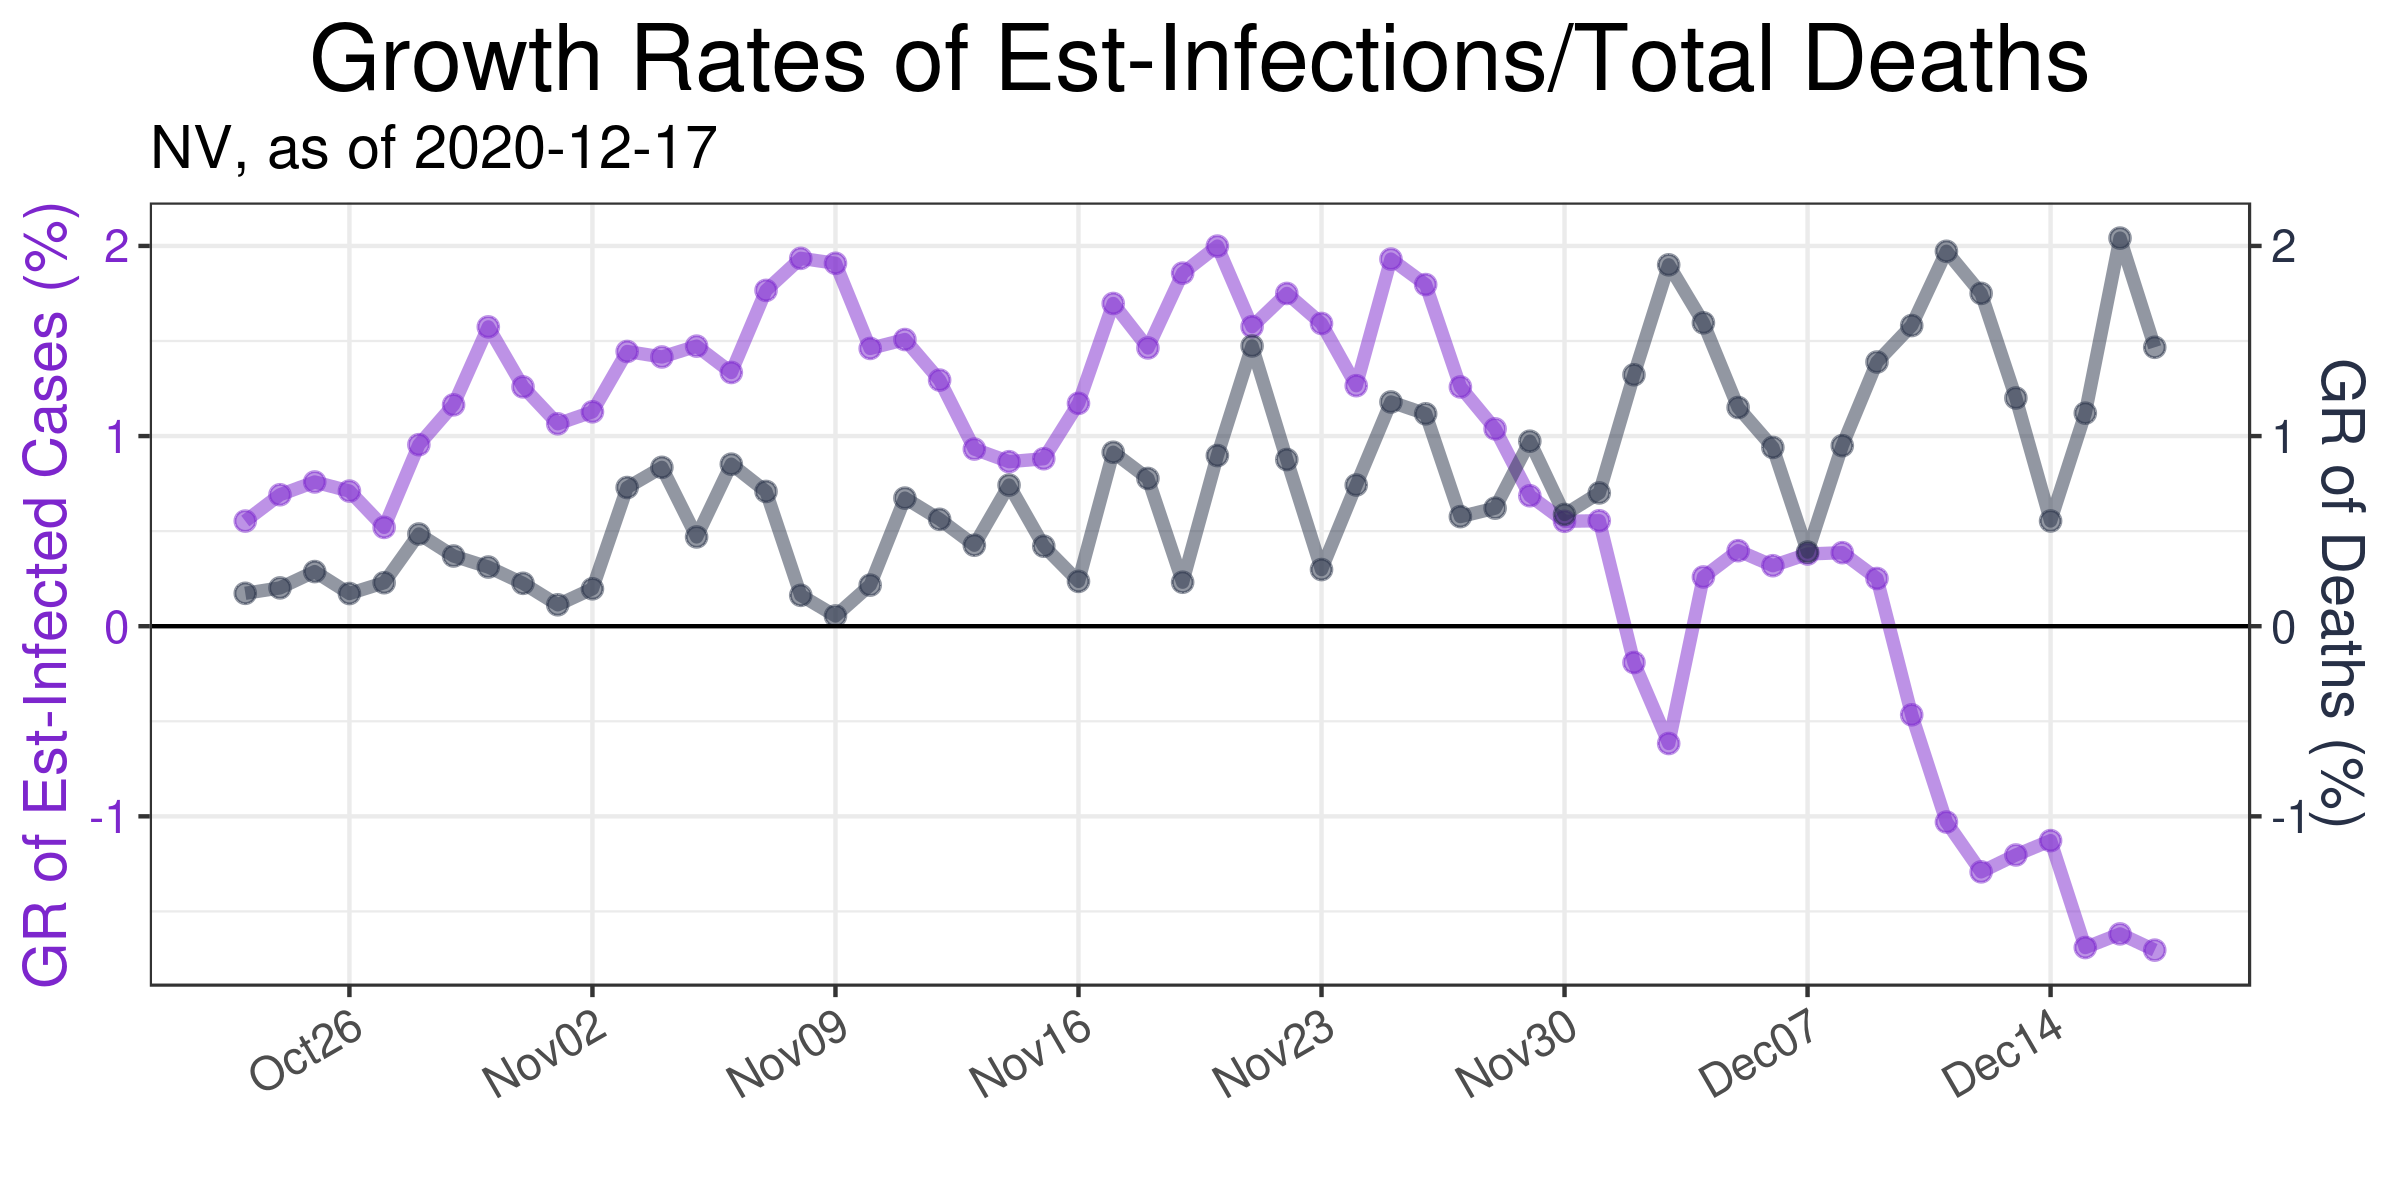 Growth Rates of Est-Infections/Total Deaths
NV, as of 2020-12-17
GR of Est-Infected Cases (%)
2
1
0
-1
2
1
0
-1
GR of Deaths (%)
Oct26
Nov02
Nov09
Nov16
Nov23
Nov30
Dec07
Dec14